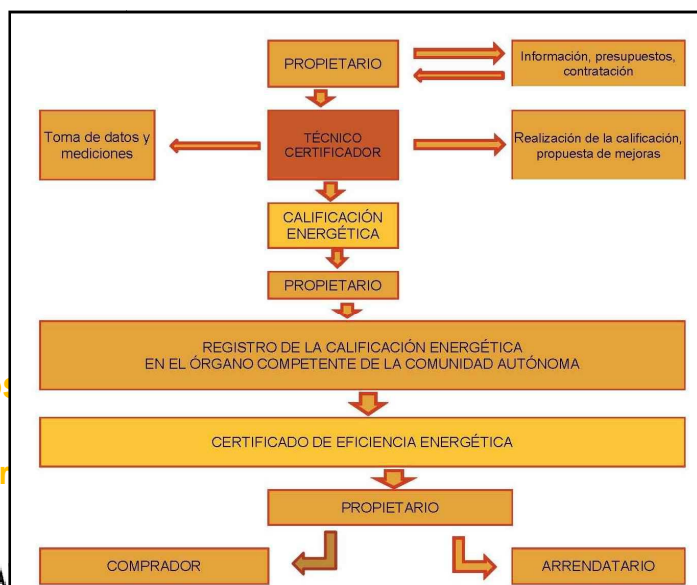 PROPIETARIO
Información, presupuestos,
contratación
Toma de datos y
mediciones
TÉCNICO
CERTIFICADOR
Realización de la calificación,
propuesta de mejoras
CALIFICACIÓN
ENERGÉTICA
PROPIETARIO
REGISTRO DE LA CALIFICACIÓN ENERGÉTICA
EN EL ÓRGANO COMPETENTE DE LA COMUNIDAD AUTÓNOMA
CERTIFICADO DE EFICIENCIA ENERGÉTICA
PROPIETARIO
COMPRADOR
ARRENDATARIO